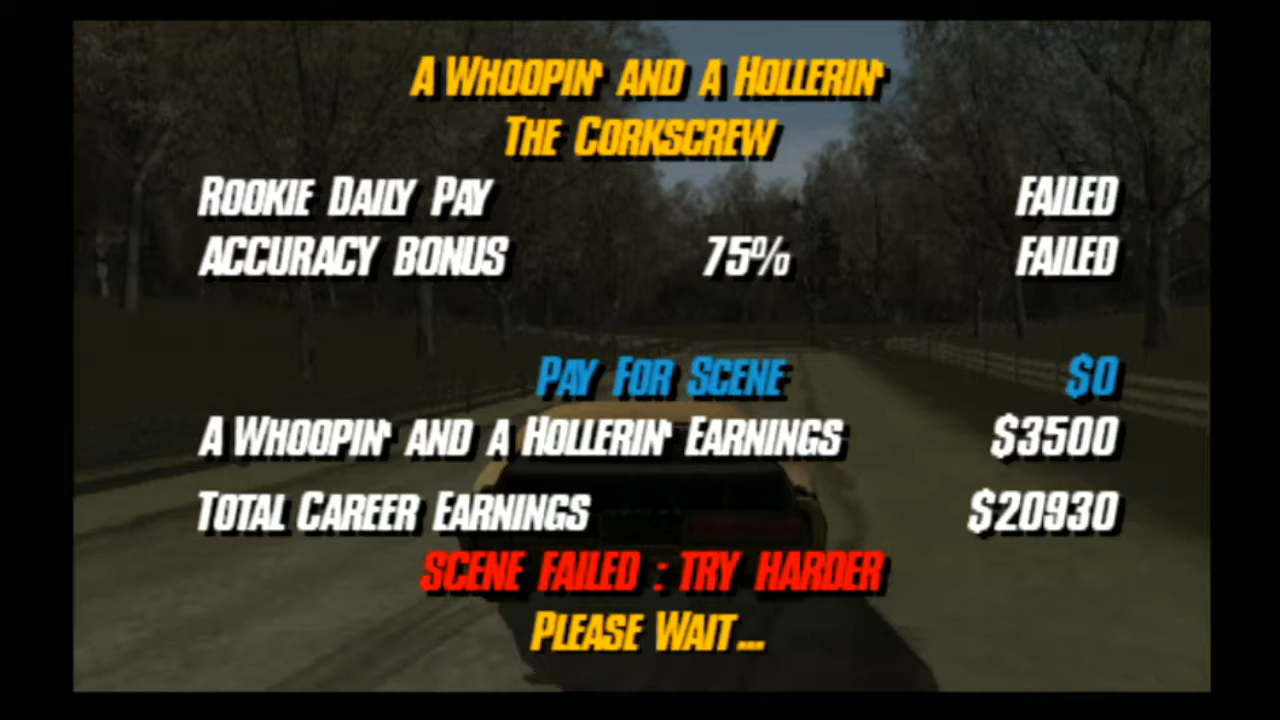 A WHOOPIN' AND A HOLLERIN'
THE CORKSCREW
ROOKIE DAILY PAY FAILED
ACCURACY BONUS 75% FAILED
PAY FOR SCENE $0
A WHOOPIN' AND A HOLLERIN' EARNINGS $3500
TOTAL CAREER EARNINGS $20930
SCENE FAILED : TRY HARDER
PLEASE WAIT...